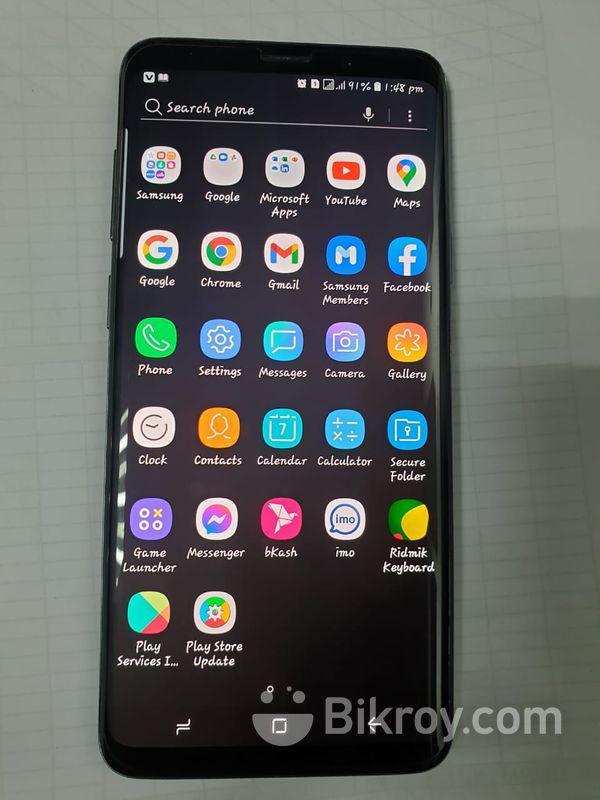 91% 1:48 pm
Search phone
Samsung Google Microsoft Apps YouTube Maps
Google Chrome Gmail Samsung Members Facebook
Phone Settings Messages Camera Gallery
Clock Contacts 7 Calendar Calculator Secure Folder
Game Launcher Messenger bKash imo imo Ridmik Keyboard
Play Services I... Play Store Update
Bikroy.com